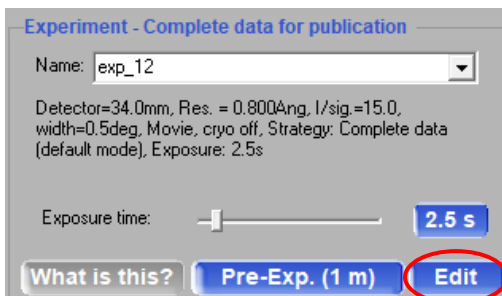 Experiment - Complete data for publication
Name: exp_12
Detector=34.0mm, Res. = 0.800Ang, I/sig.=15.0,
width=0.5deg, Movie, cryo off, Strategy: Complete data
(default mode), Exposure: 2.5s
Exposure time: 2.5 s
What is this? Pre-Exp. (1 m) Edit